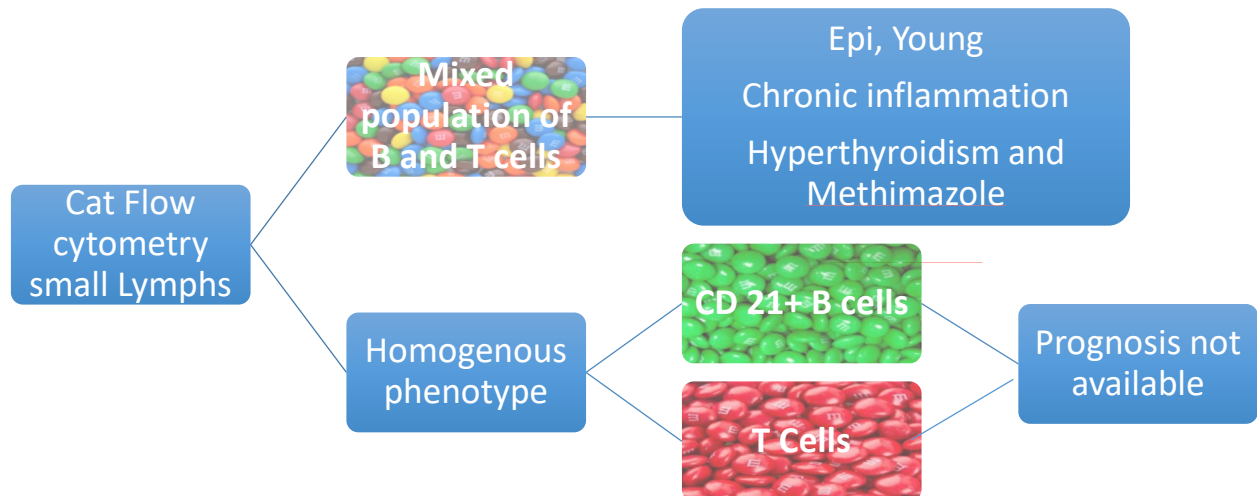 Cat Flow
cytometry
small Lymphs
Mixed
population of
B and T cells
Epi, Young
Chronic inflammation
Hyperthyroidism and
Methimazole
Homogenous
phenotype
CD 21+ B cells
T Cells
Prognosis not
available